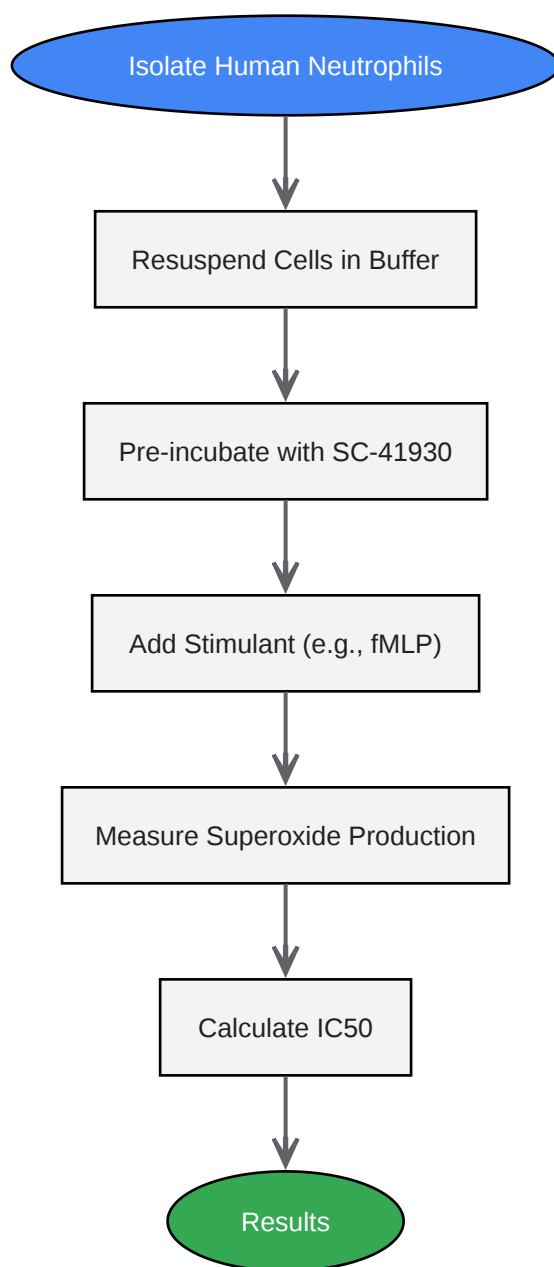 Isolate Human Neutrophils
Resuspend Cells in Buffer
Pre-incubate with SC-41930
Add Stimulant (e.g., fMLP)
Measure Superoxide Production
Calculate IC50
Results